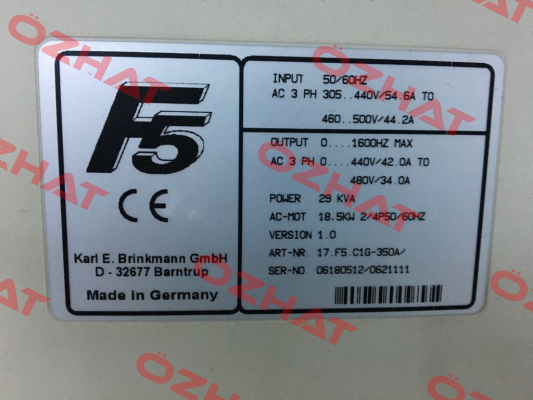 F5
CE
Karl E. Brinkmann GmbH
D - 32677 Barntrup
Made in Germany
INPUT 50/60HZ
AC 3 PH 305..440V/54.6A TO
460..500V/44.2A
OUTPUT 0....1600HZ MAX
AC 3 PH 0....440V/42.0A TO
480V/34.0A
POWER 29 KVA
AC-MOT 18.5KW 2/4P50/60HZ
VERSION 1.0
ART-NR. 17.F5.C1G-350A/
SER-NO. 06180512/0621111
OZHAT
OZHAT
OZHAT
OZHAT
OZHAT
OZHAT